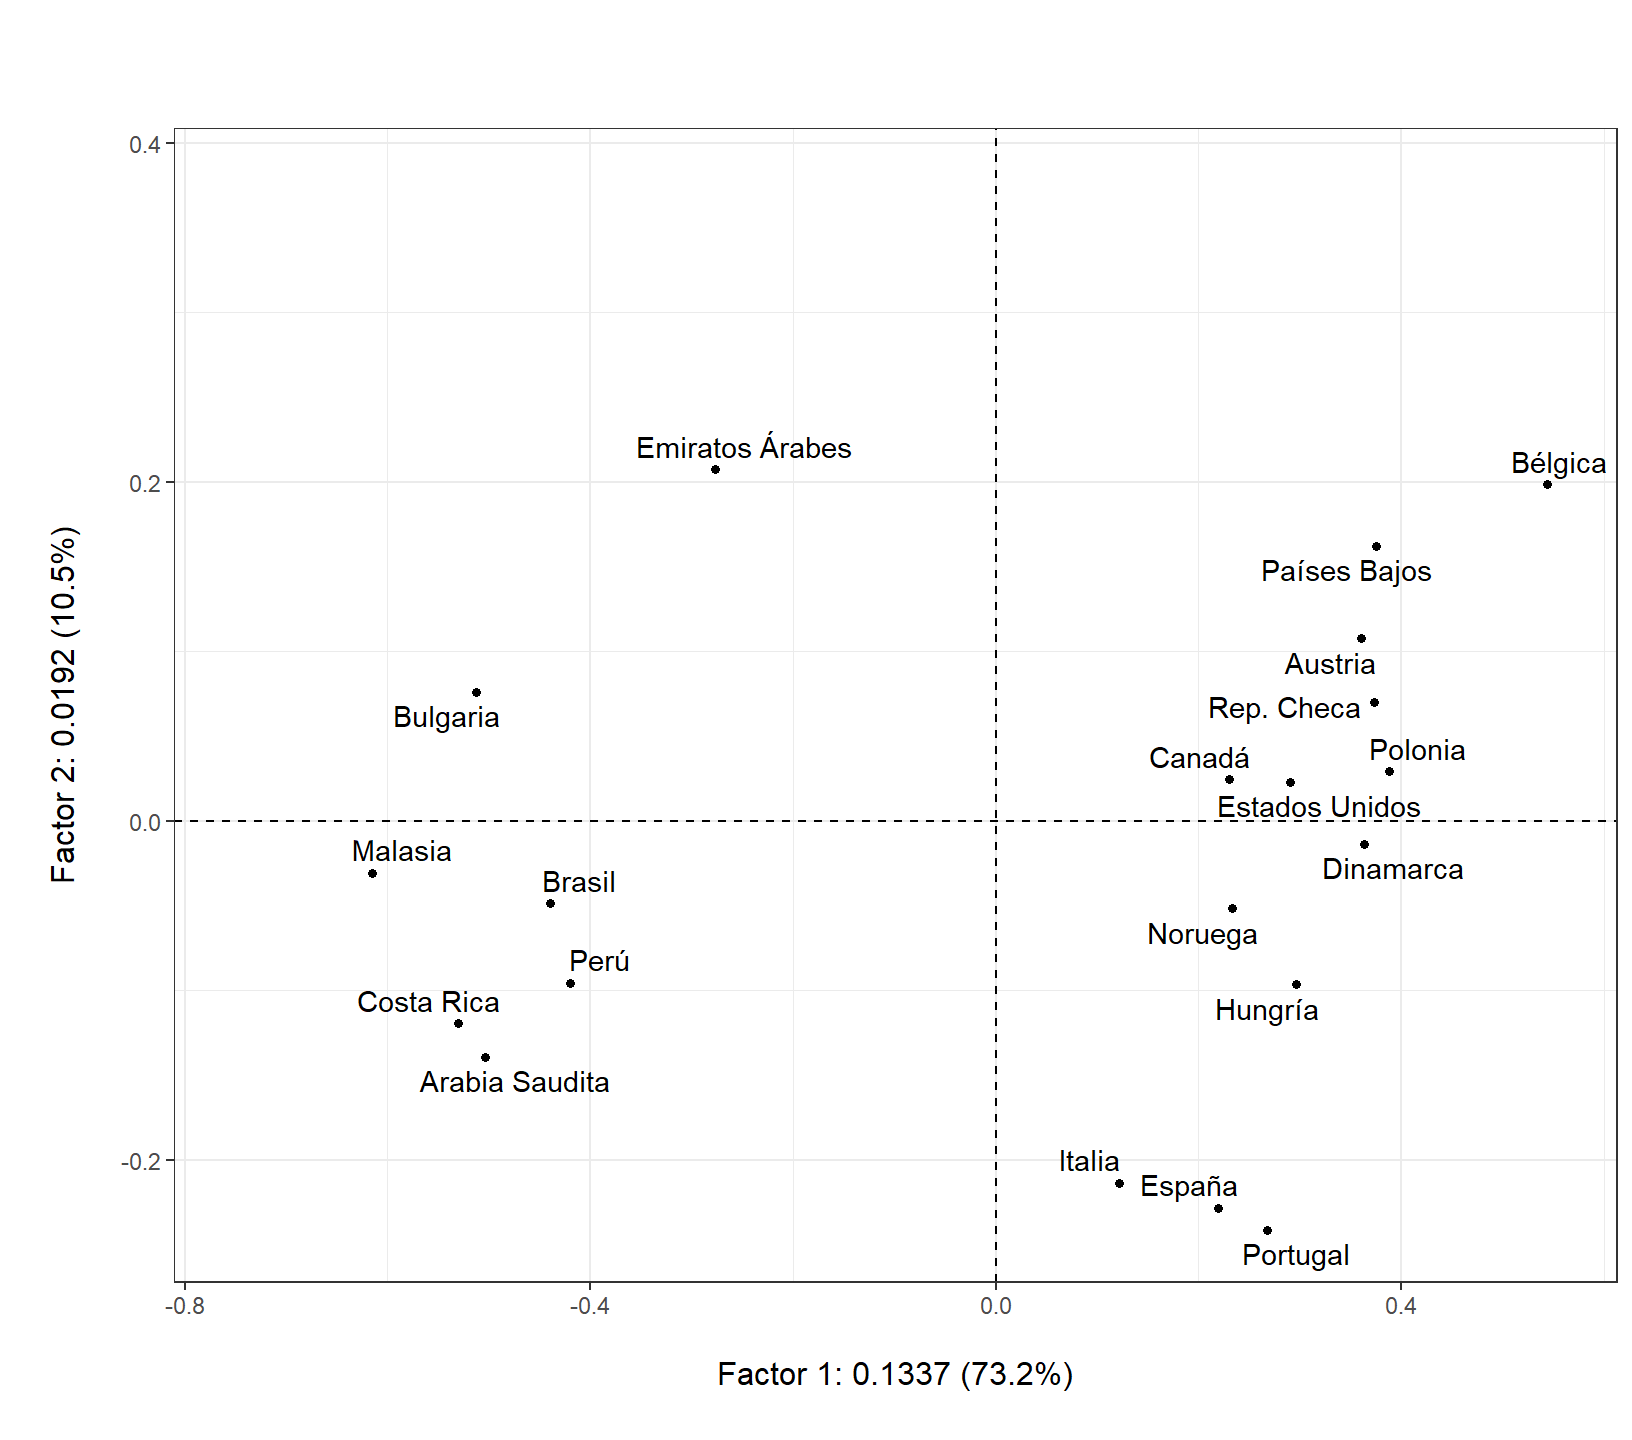 0.4
Emiratos Árabes
Bélgica
0.2
Países Bajos
Austria
Rep. Checa
Bulgaria
Polonia
Canadá
Estados Unidos
0.0
Malasia
Dinamarca
Brasil
Noruega
Perú
Costa Rica
Hungría
Arabia Saudita
Italia
-0.2
España
Portugal
-0.8
-0.4
0.0
0.4
Factor 1: 0.1337 (73.2%)
Factor 2: 0.0192 (10.5%)